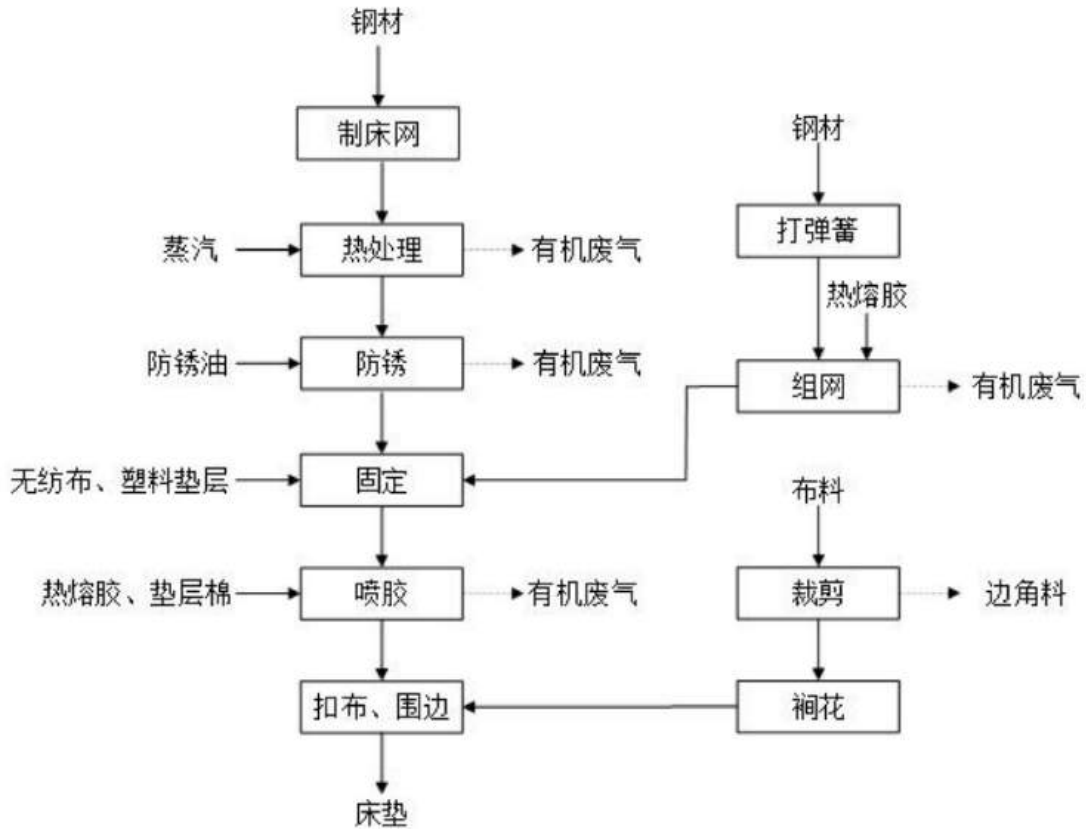 钢材
制床网
钢材
蒸汽
热处理
有机废气
打弹簧
热熔胶
防锈油
防锈
有机废气
组网
有机废气
无纺布、塑料垫层
固定
布料
热熔胶、垫层棉
喷胶
有机废气
裁剪
边角料
扣布、围边
裥花
床垫